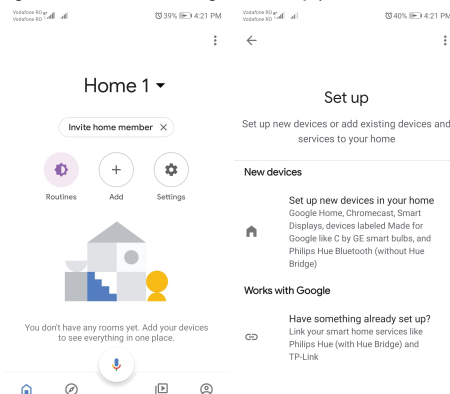 Vodafone RO
Vodafone RO
39% 4:21 PM
Home 1
Invite home member
Routines
Add
Settings
You don't have any rooms yet. Add your devices
to see everything in one place.
Vodafone RO
Vodafone RO
40% 4:21 PM
Set up
Set up new devices or add existing devices and
services to your home
New devices
Set up new devices in your home
Google Home, Chromecast, Smart
Displays, devices labeled Made for
Google like C by GE smart bulbs, and
Philips Hue Bluetooth (without Hue
Bridge)
Works with Google
Have something already set up?
Link your smart home services like
Philips Hue (with Hue Bridge) and
TP-Link